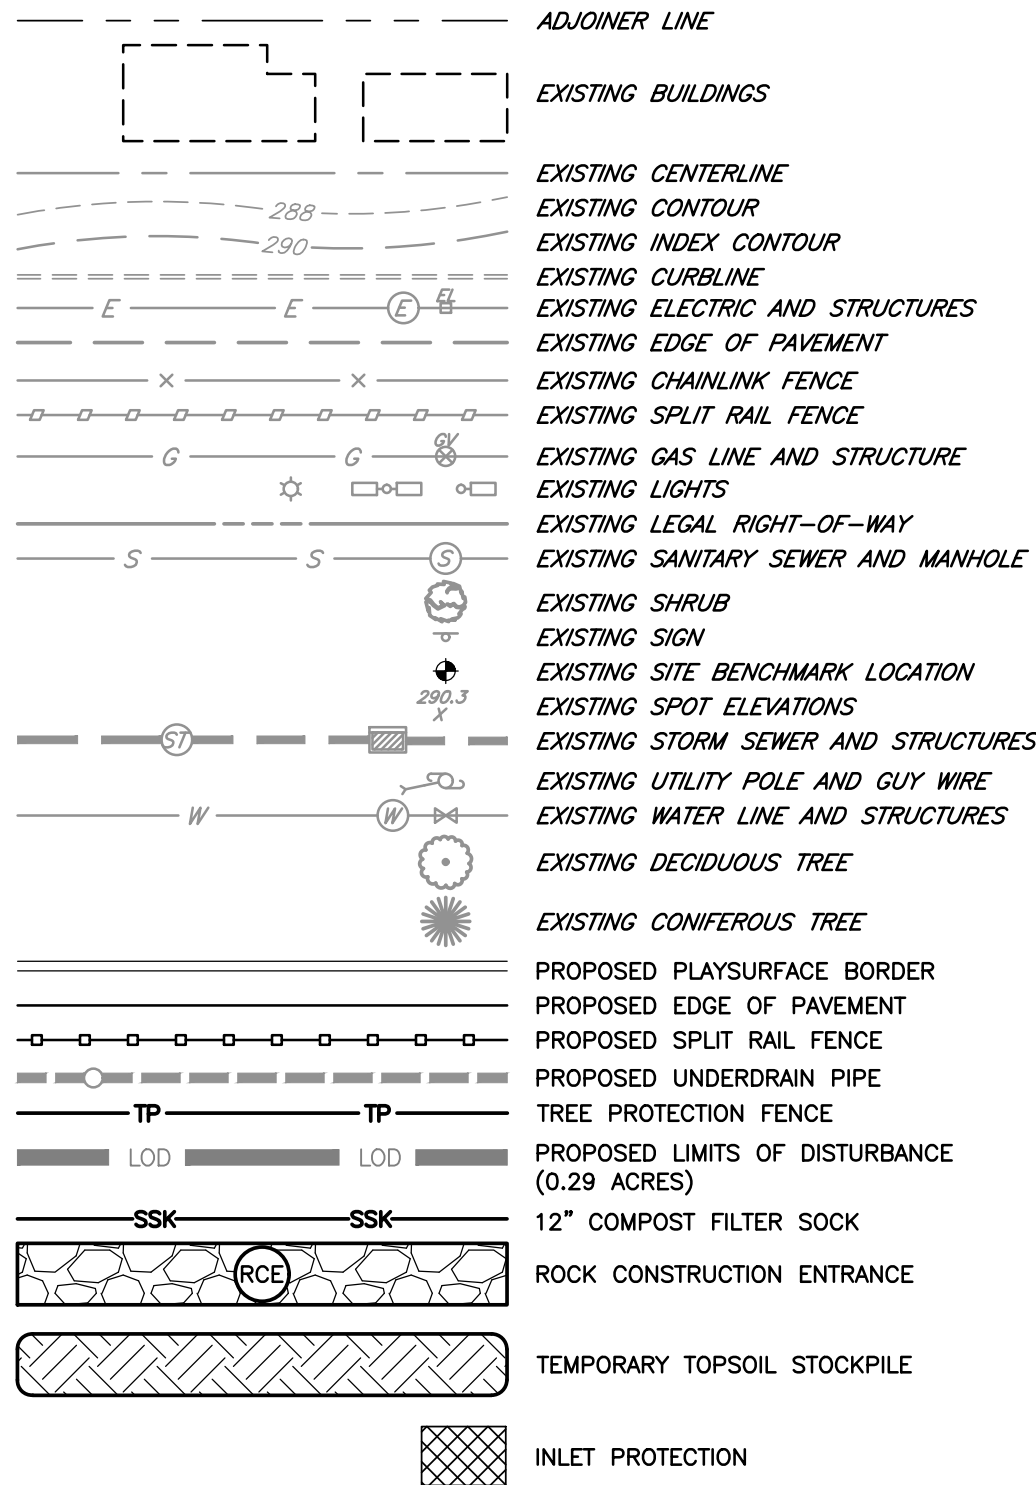 ADJOINER LINE
EXISTING BUILDINGS
EXISTING CENTERLINE
288 EXISTING CONTOUR
290 EXISTING INDEX CONTOUR
EXISTING CURBLINE
EL
E E E EXISTING ELECTRIC AND STRUCTURES
EXISTING EDGE OF PAVEMENT
EXISTING CHAINLINK FENCE
EXISTING SPLIT RAIL FENCE
GV
G G EXISTING GAS LINE AND STRUCTURE
EXISTING LIGHTS
EXISTING LEGAL RIGHT-OF-WAY
S S S EXISTING SANITARY SEWER AND MANHOLE
EXISTING SHRUB
EXISTING SIGN
EXISTING SITE BENCHMARK LOCATION
290.3
X
EXISTING SPOT ELEVATIONS
ST EXISTING STORM SEWER AND STRUCTURES
EXISTING UTILITY POLE AND GUY WIRE
W W EXISTING WATER LINE AND STRUCTURES
EXISTING DECIDUOUS TREE
EXISTING CONIFEROUS TREE
PROPOSED PLAYSURFACE BORDER
PROPOSED EDGE OF PAVEMENT
PROPOSED SPLIT RAIL FENCE
PROPOSED UNDERDRAIN PIPE
TP TP TREE PROTECTION FENCE
LOD LOD PROPOSED LIMITS OF DISTURBANCE
(0.29 ACRES)
SSK SSK 12" COMPOST FILTER SOCK
RCE ROCK CONSTRUCTION ENTRANCE
TEMPORARY TOPSOIL STOCKPILE
INLET PROTECTION